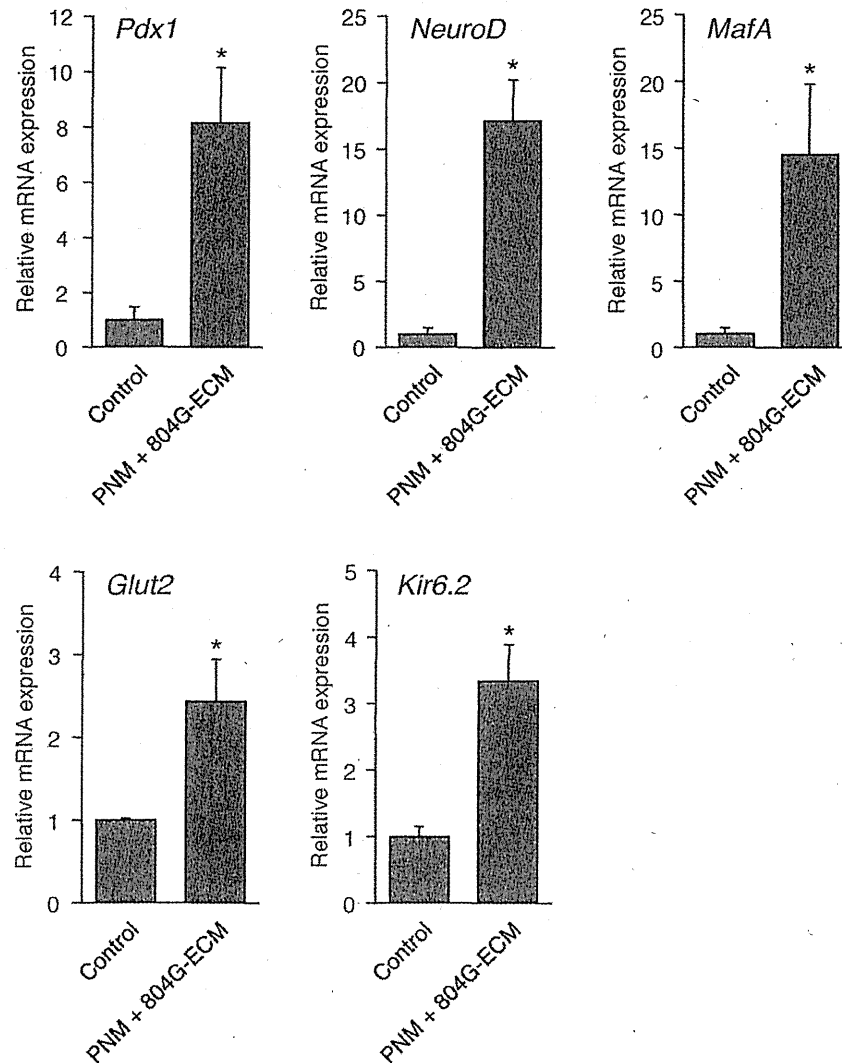 Pdx1
Relative mRNA expression
12
10
8
6
4
2
0
*
Control
PNM + 804G-ECM
NeuroD
Relative mRNA expression
25
20
15
10
5
0
*
Control
PNM + 804G-ECM
MafA
Relative mRNA expression
25
20
15
10
5
0
*
Control
PNM + 804G-ECM
Glut2
Relative mRNA expression
4
3
2
1
0
*
Control
PNM + 804G-ECM
Kir6.2
Relative mRNA expression
5
4
3
2
1
0
*
Control
PNM + 804G-ECM